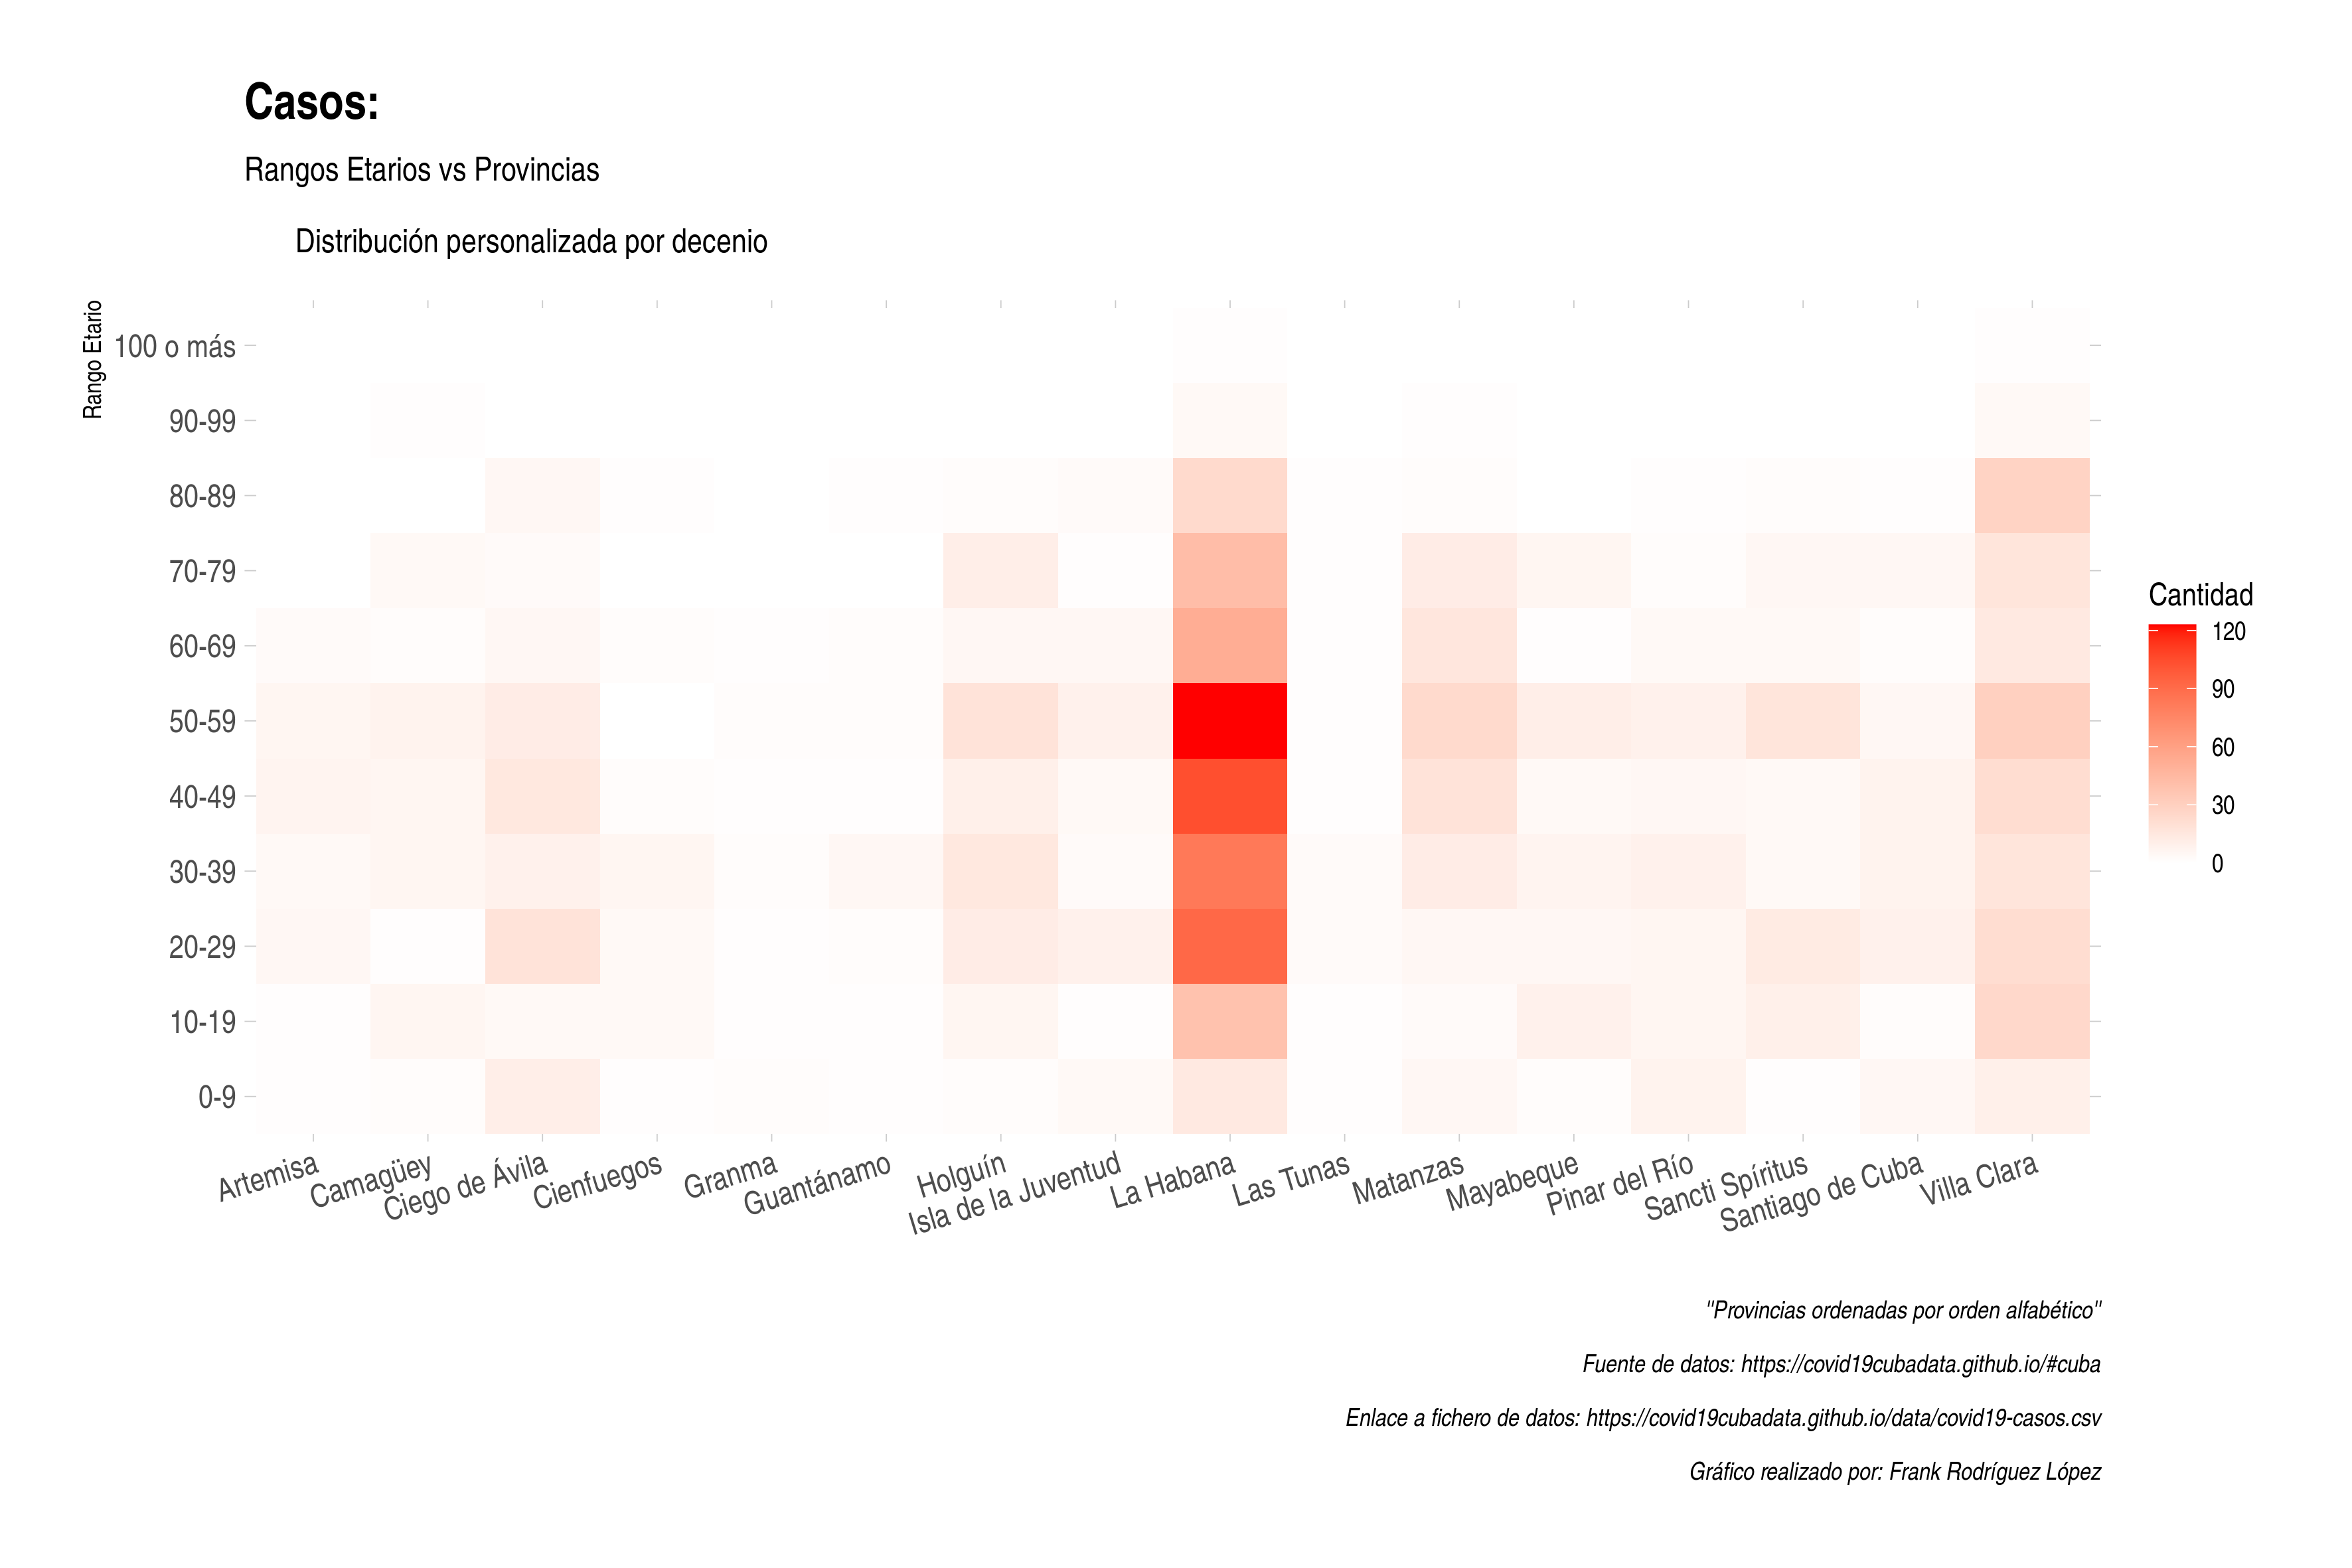 Casos:
Rangos Etarios vs Provincias
Distribución personalizada por decenio
Rango Etario
100 o más
90-99
80-89
70-79
60-69
50-59
40-49
30-39
20-29
10-19
0-9
Artemisa
Camagüey
Ciego de Ávila
Cienfuegos
Granma
Guantánamo
Holguín
Isla de la Juventud
La Habana
Las Tunas
Matanzas
Mayabeque
Pinar del Río
Sancti Spíritus
Santiago de Cuba
Villa Clara
Cantidad
120
90
60
30
0
"Provincias ordenadas por orden alfabético"
Fuente de datos: https://covid19cubadata.github.io/#cuba
Enlace a fichero de datos: https://covid19cubadata.github.io/data/covid19-casos.csv
Gráfico realizado por: Frank Rodríguez López